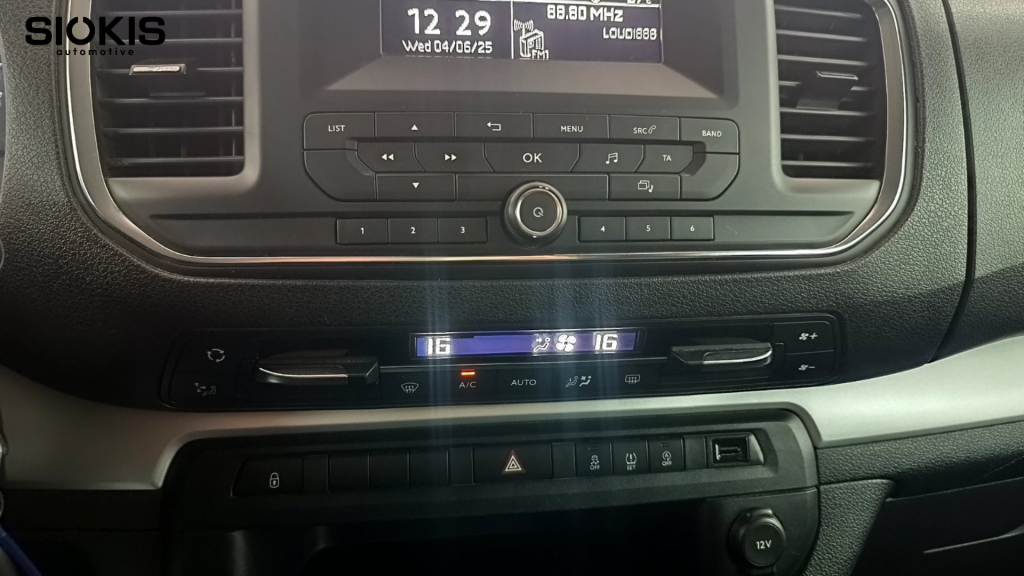 SIOKIS
automotive
12 29
88.80 MHz
Wed 04/06/25
FM1
LOUD1888
LIST
MENU
SRC
BAND
OK
TA
1 2 3 4 5 6
16 16
A/C AUTO
OFF SET OFF
12V